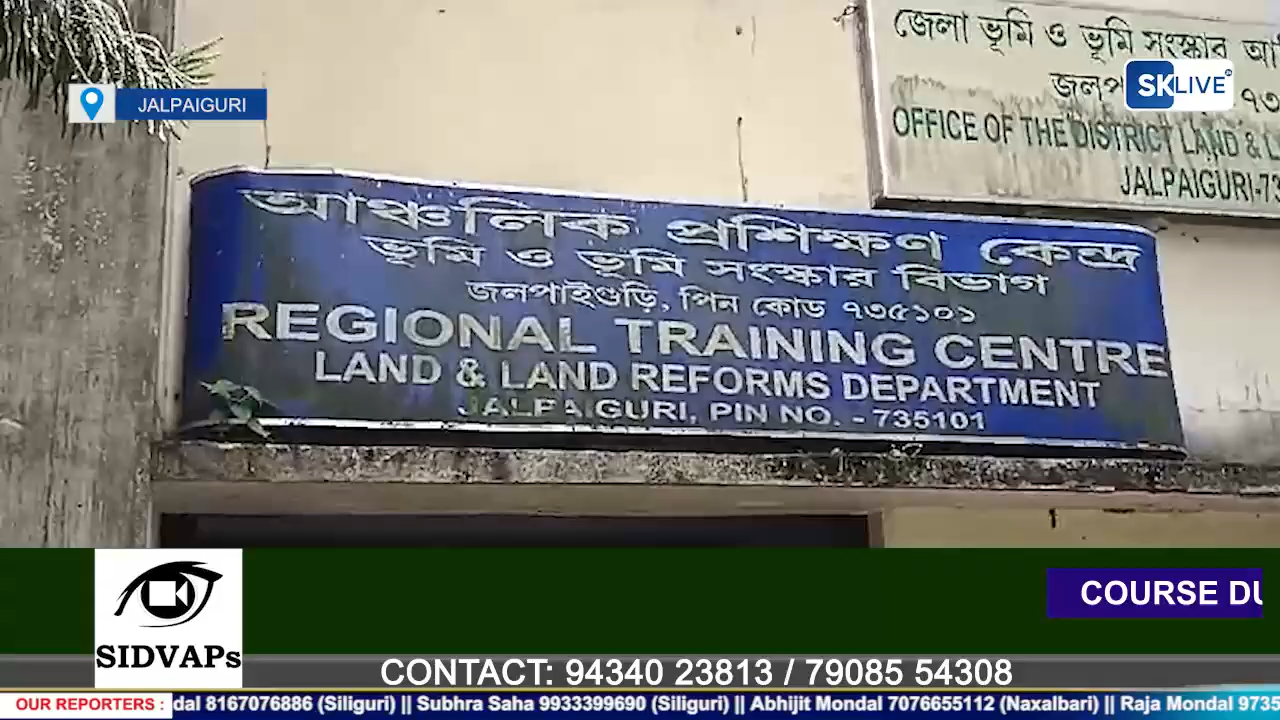 জেলা ভূমি ও ভূমি সংস্কার
OFFICE OF THE DISTRICT LAND &
JALPAIGURI-73
SKLIVE
JALPAIGURI
আঞ্চলিক প্রশিক্ষণ কেন্দ্র
ভূমি ও ভূমি সংস্কার বিভাগ
জলপাইগুড়ি, পিন কোড ৭৩৫১০১
REGIONAL TRAINING CENTRE
LAND & LAND REFORMS DEPARTMENT
JALPAIGURI, PIN NO. - 735101
SIDVAPs
COURSE
CONTACT: 94340 23813 / 79085 54308
OUR REPORTERS : dal 8167076886 (Siliguri) || Subhra Saha 9933399690 (Siliguri) || Abhijit Mondal 7076655112 (Naxalbari) || Raja Mondal 9735